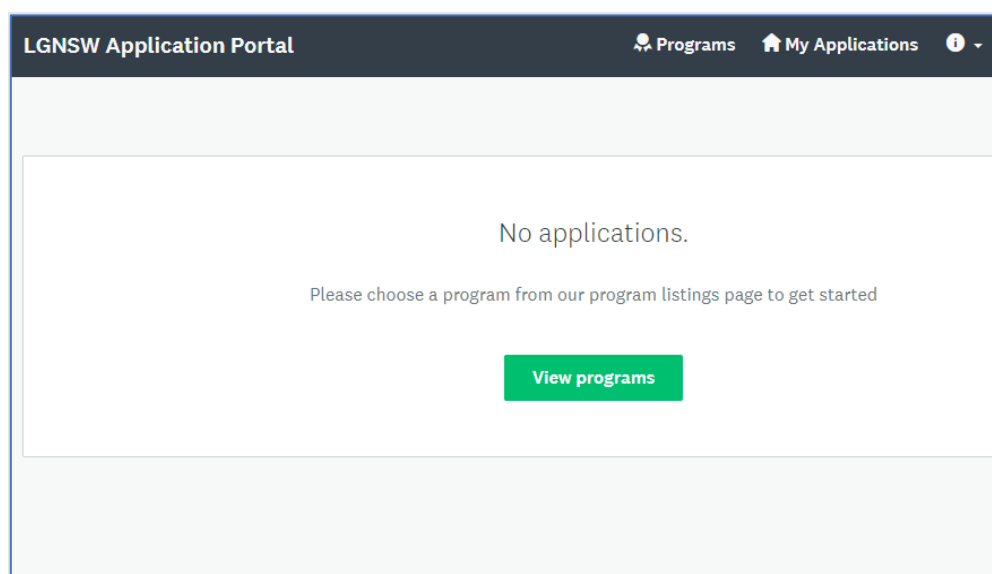 LGNSW Application Portal Programs My Applications
No applications.
Please choose a program from our program listings page to get started
View programs